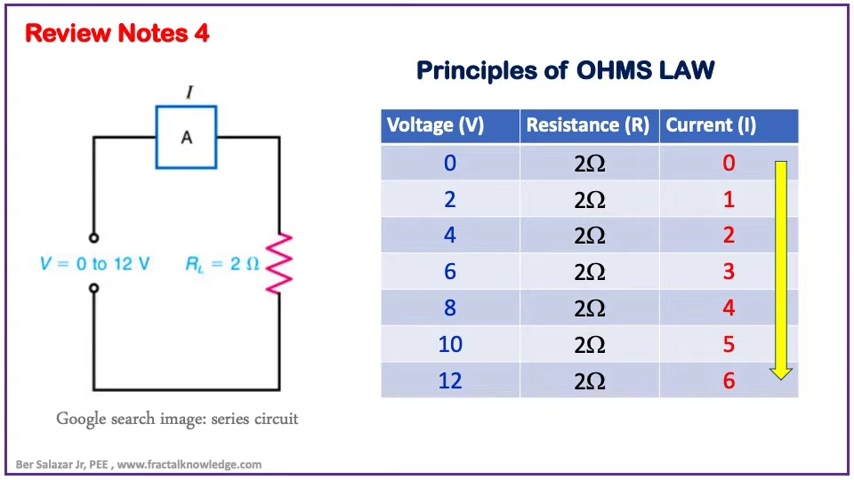 Review Notes 4
Principles of OHMS LAW
I
A
V = 0 to 12 V
R_L = 2 Ω
Google search image: series circuit
Voltage (V) Resistance (R) Current (I)
0 2Ω 0
2 2Ω 1
4 2Ω 2
6 2Ω 3
8 2Ω 4
10 2Ω 5
12 2Ω 6
Ber Salazar Jr, PEE , www.fractalknowledge.com